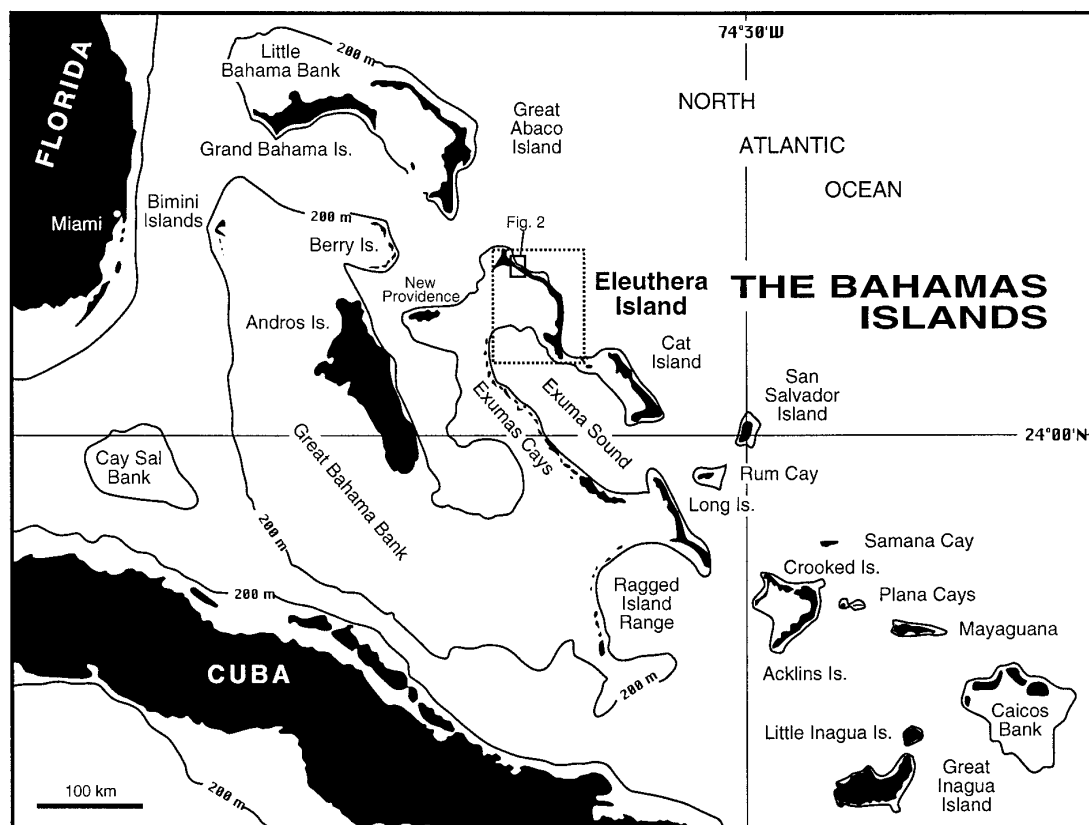 74°30'W
200 m
Little
Bahama Bank
FLORIDA
NORTH
Great
Abaco
Island
ATLANTIC
Grand Bahama Is.
OCEAN
Bimini
Islands
Miami
200 m
Fig. 2
Berry Is.
Eleuthera
Island
THE BAHAMAS
ISLANDS
New
Providence
Andros Is.
Cat
Island
San
Salvador
Island
Exuma Sound
Exumas Cays
24°00'N
Great Bahama Bank
Cay Sal
Bank
Rum Cay
Long Is.
200 m
Samana Cay
Crooked Is.
Ragged
Island
Range
Plana Cays
200 m
Mayaguana
CUBA
Acklins Is.
200 m
Caicos
Bank
Little Inagua Is.
200 m
Great
Inagua
Island
100 km